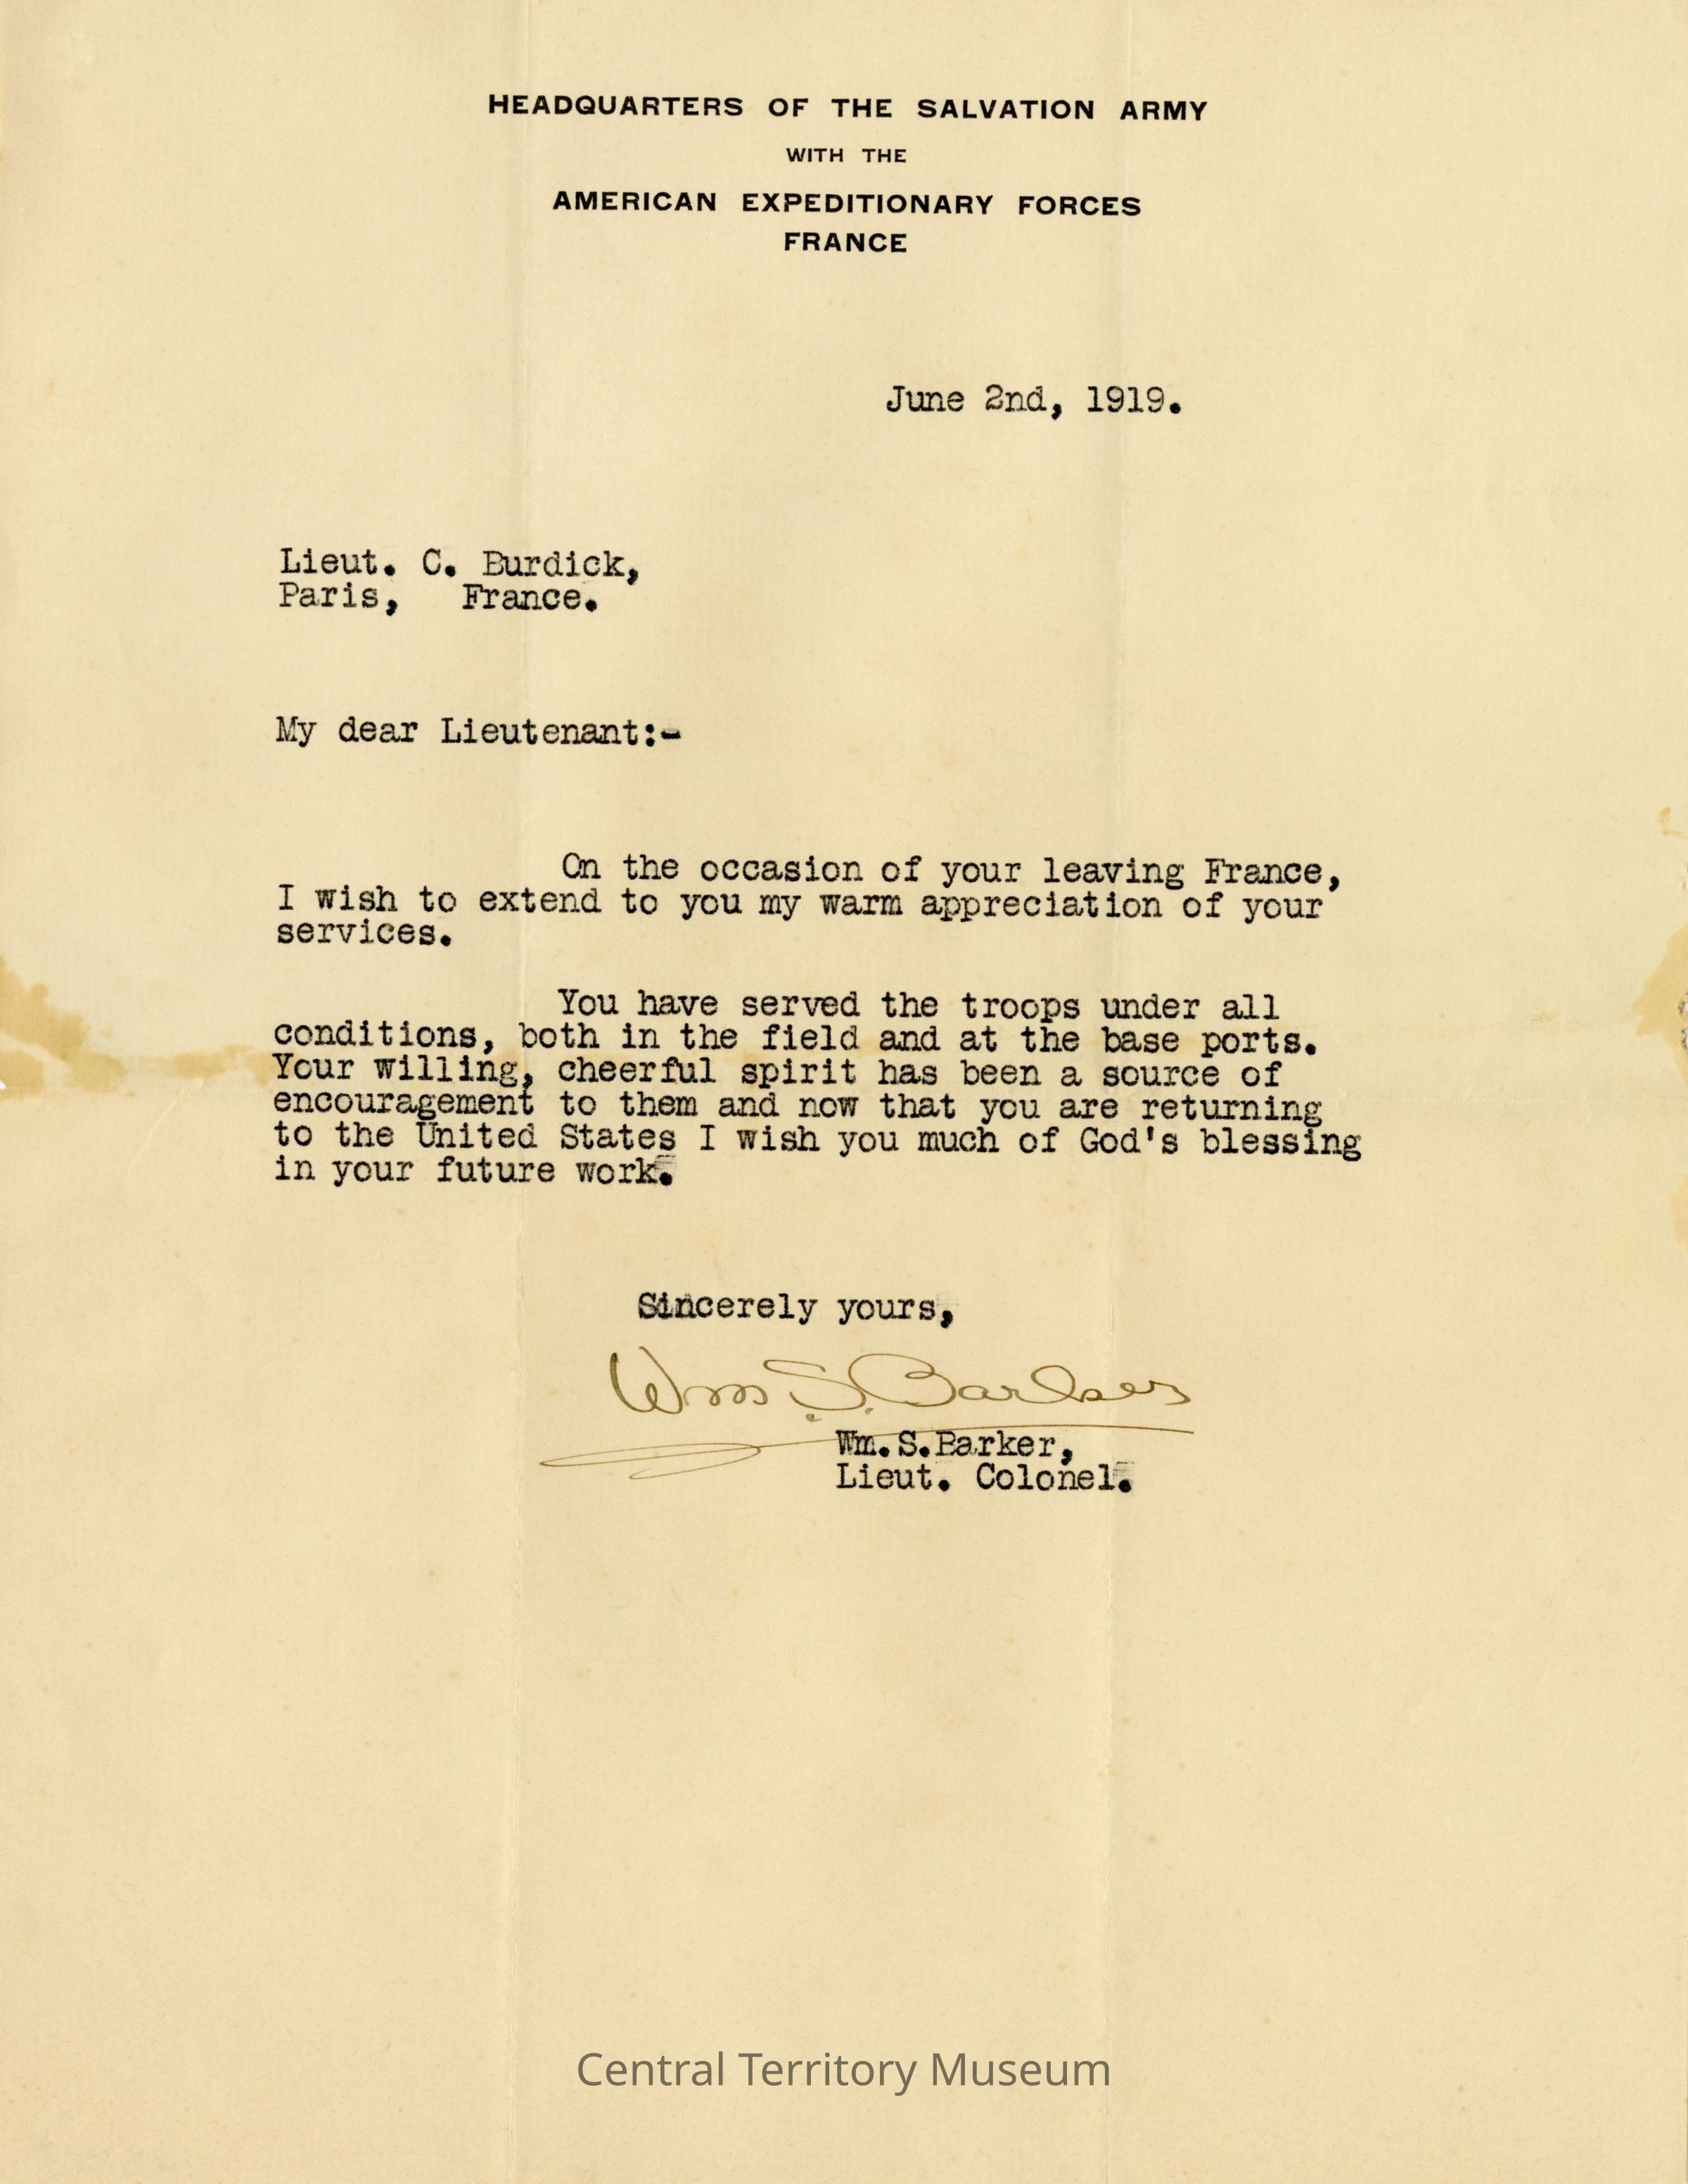 HEADQUARTERS OF THE SALVATION ARMY
WITH THE
AMERICAN EXPEDITIONARY FORCES
FRANCE
June 2nd, 1919.
Lieut. C. Burdick,
Paris, France.
My dear Lieutenant:-
On the occasion of your leaving France,
I wish to extend to you my warm appreciation of your
services.
You have served the troops under all
conditions, both in the field and at the base ports.
Your willing, cheerful spirit has been a source of
encouragement to them and now that you are returning
to the United States I wish you much of God's blessing
in your future work.
Sincerely yours,
Wm S. Barker
Wm.S.Barker,
Lieut. Colonel.
Central Territory Museum